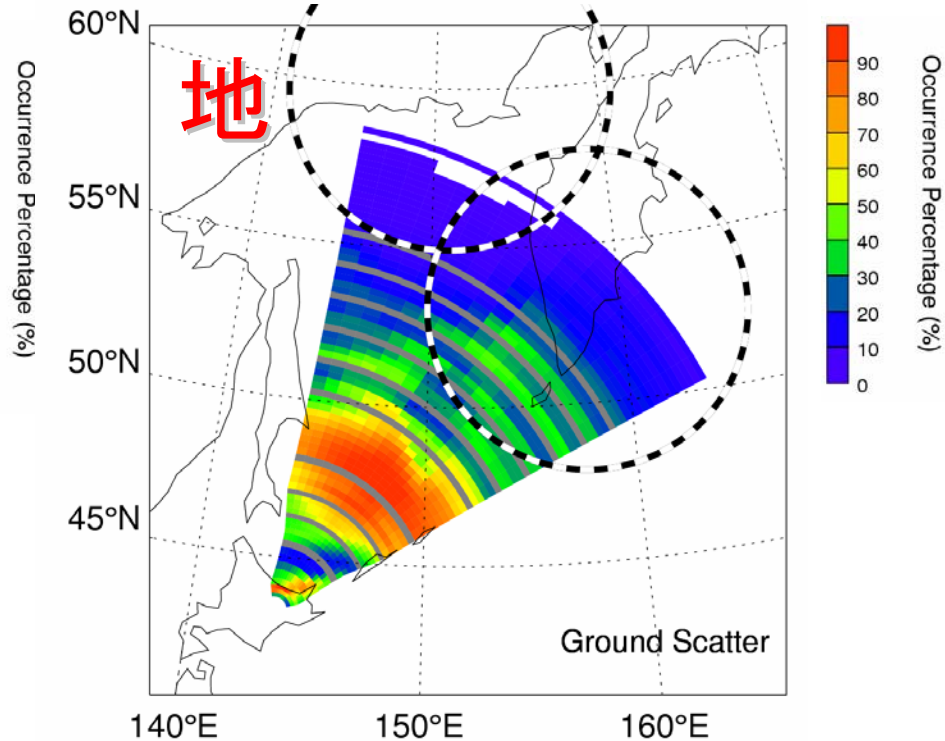 60°N
55°N
50°N
45°N
140°E
150°E
160°E
地
Ground Scatter
Occurrence Percentage (%)
90
80
70
60
50
40
30
20
10
0
Occurrence Percentage (%)